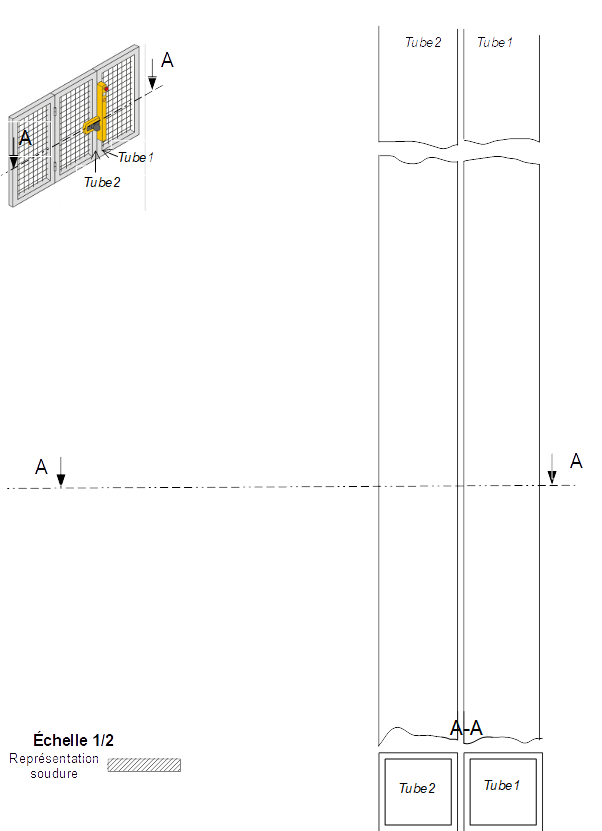 Tube2 Tube1
A
A
Tube1
Tube2
A A
A-A
Échelle 1/2
Représentation
soudure
Tube2 Tube1